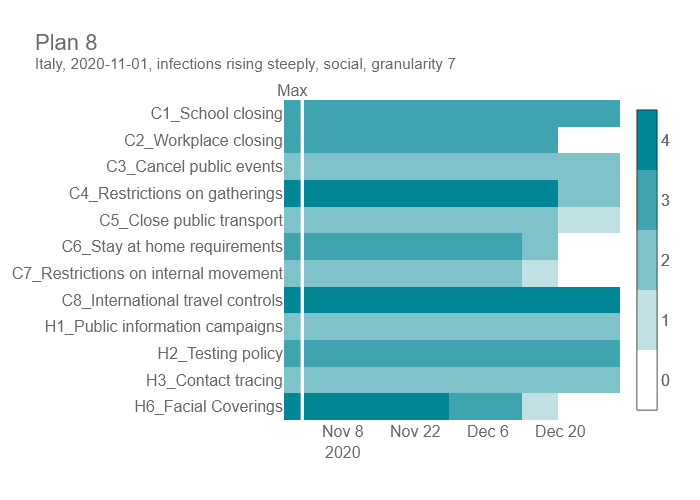 Plan 8
Italy, 2020-11-01, infections rising steeply, social, granularity 7
Max
C1_School closing
C2_Workplace closing
C3_Cancel public events
C4_Restrictions on gatherings
C5_Close public transport
C6_Stay at home requirements
C7_Restrictions on internal movement
C8_International travel controls
H1_Public information campaigns
H2_Testing policy
H3_Contact tracing
H6_Facial Coverings
Nov 8 Nov 22 Dec 6 Dec 20
2020
4
3
2
1
0